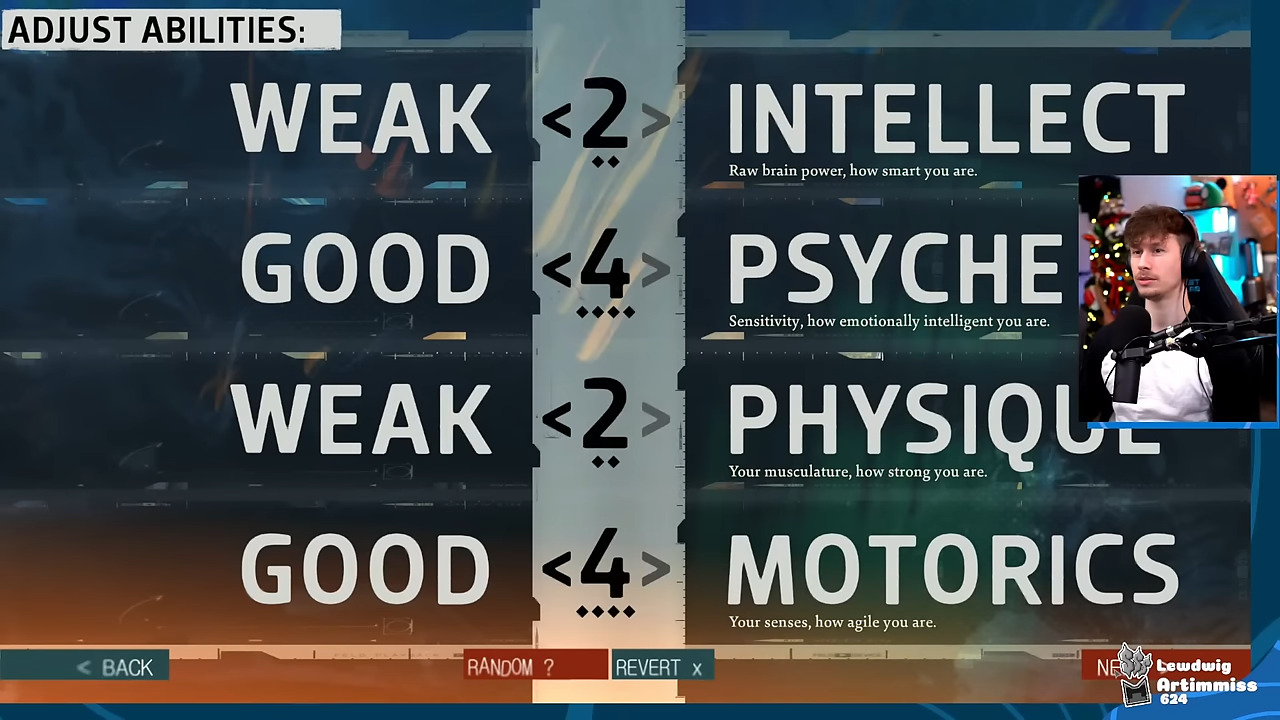 ADJUST ABILITIES:
WEAK <2> INTELLECT
Raw brain power, how smart you are.
GOOD <4> PSYCHE
Sensitivity, how emotionally intelligent you are.
WEAK <2> PHYSIQUE
Your musculature, how strong you are.
GOOD <4> MOTORICS
Your senses, how agile you are.
< BACK
RANDOM ?
REVERT x
Lewdwig
Artimmiss
624